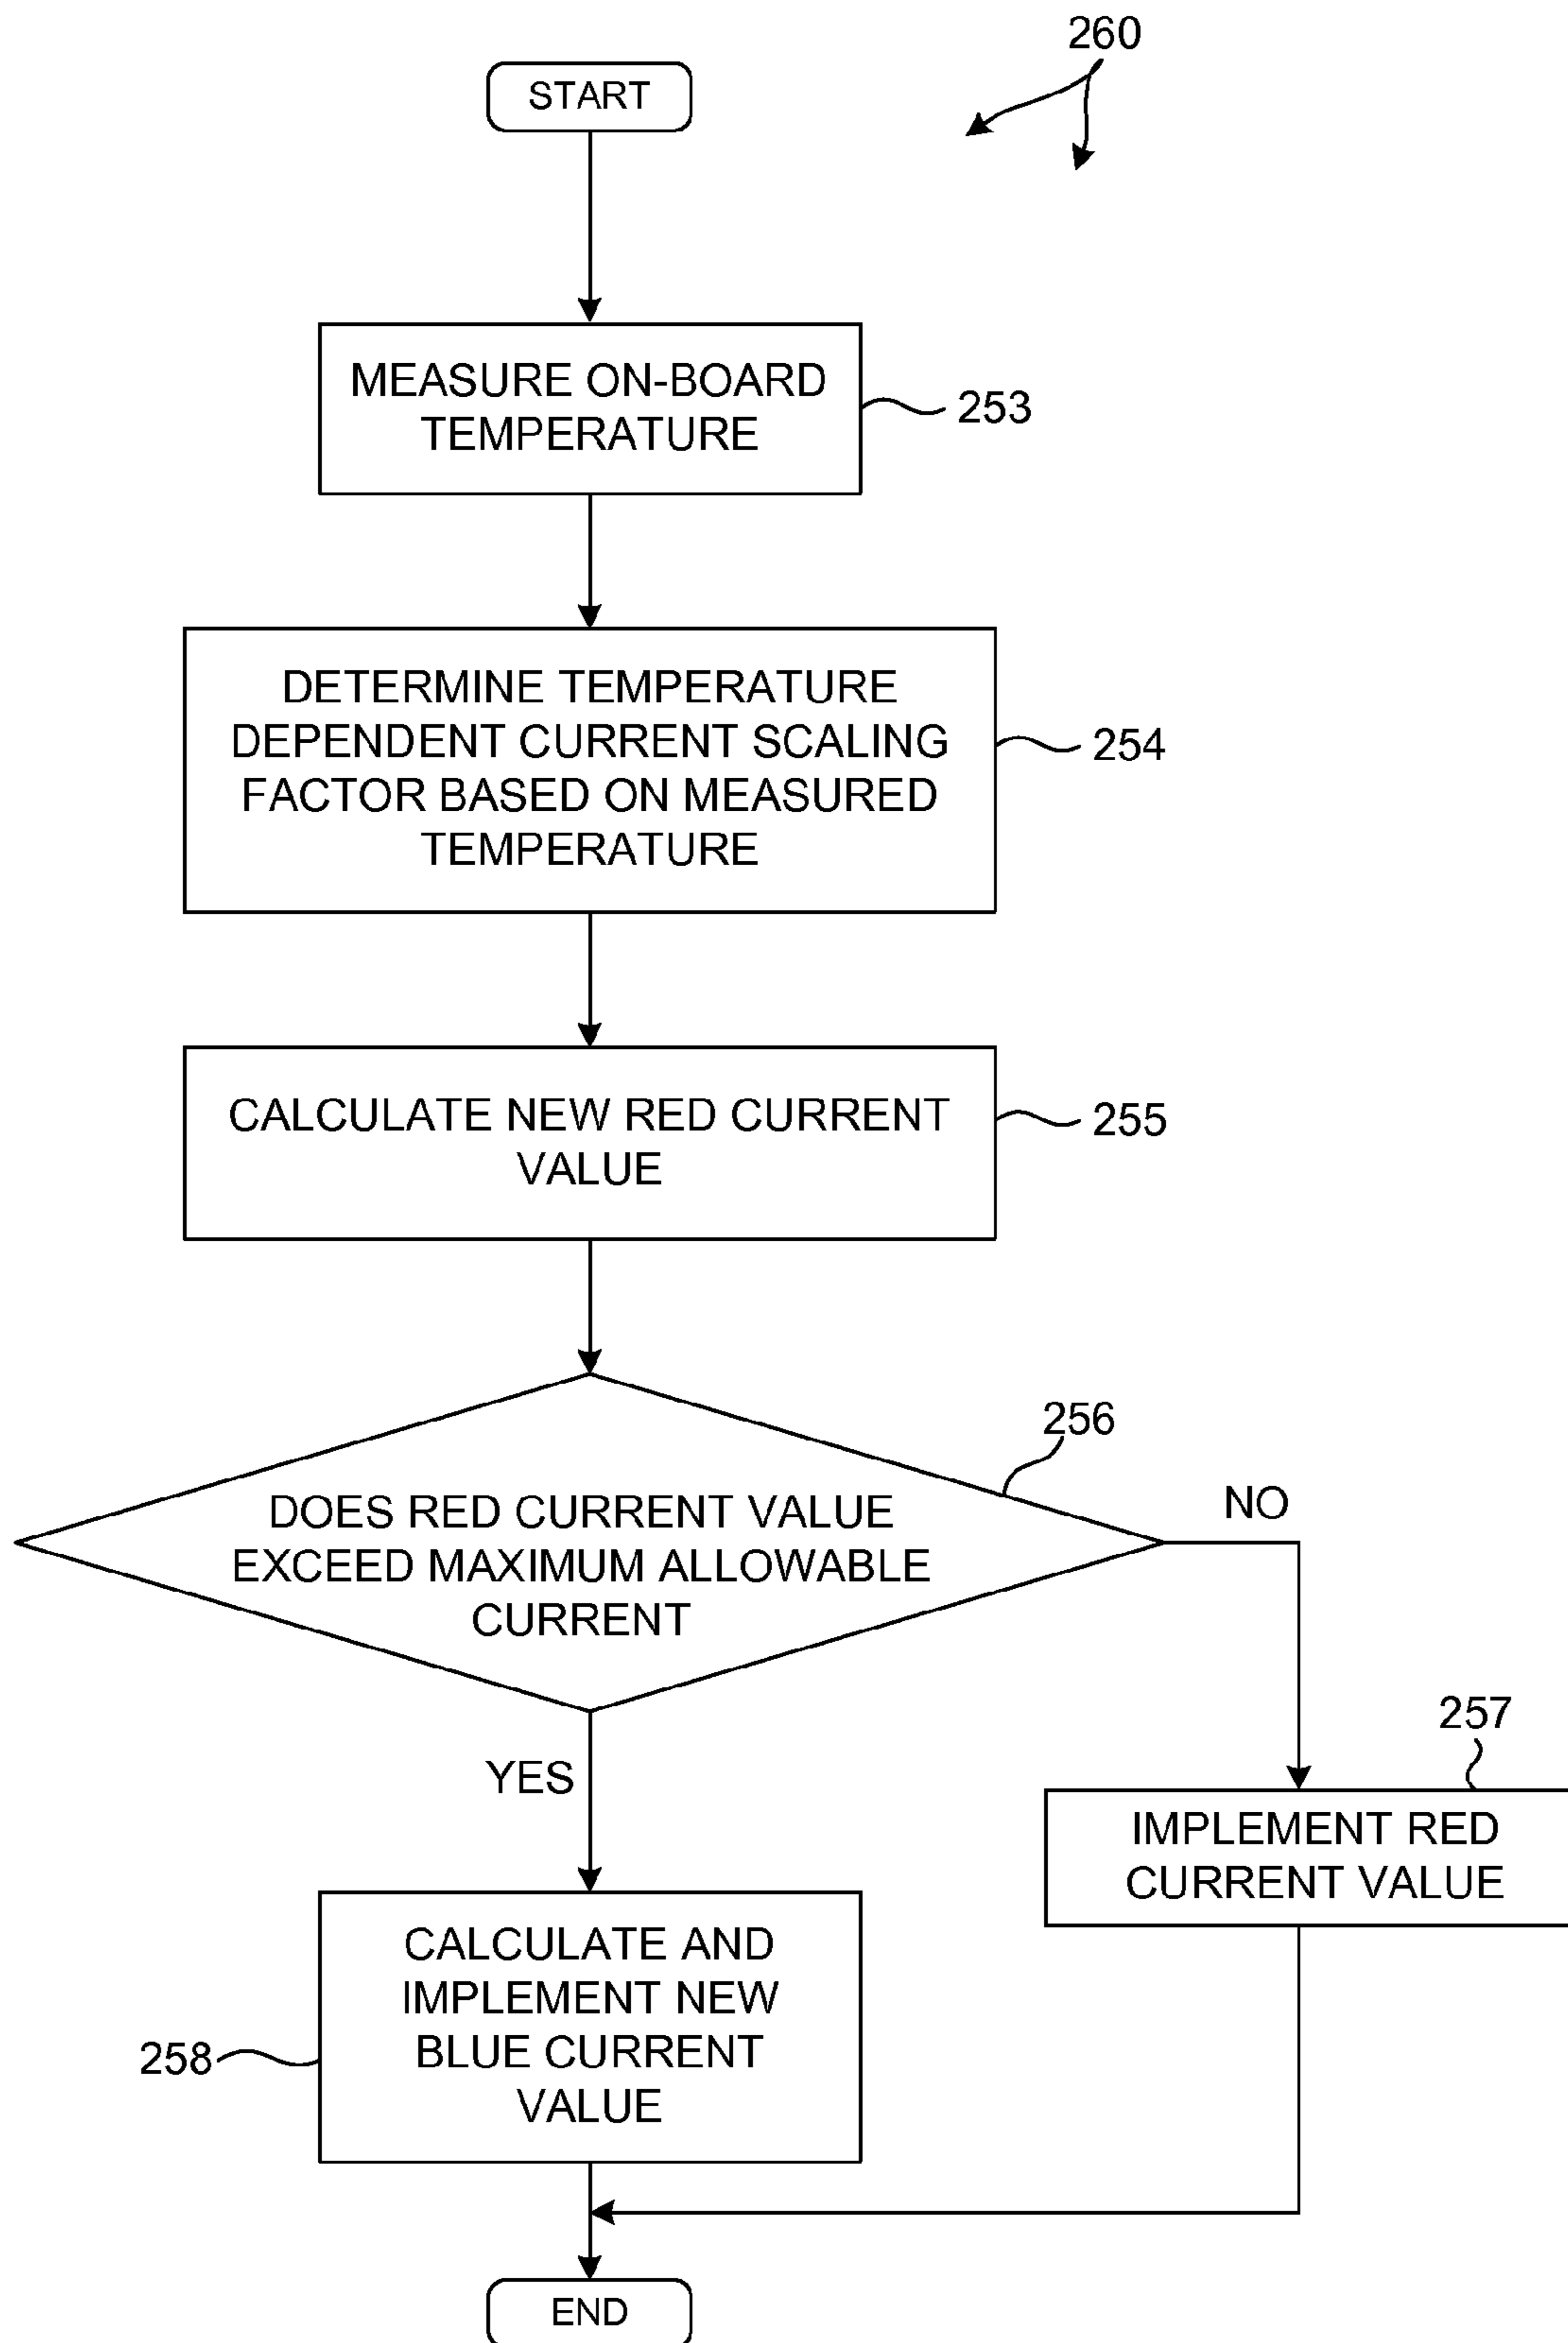 260
START
MEASURE ON-BOARD
TEMPERATURE
253
DETERMINE TEMPERATURE
DEPENDENT CURRENT SCALING
FACTOR BASED ON MEASURED
TEMPERATURE
254
CALCULATE NEW RED CURRENT
VALUE
255
256
DOES RED CURRENT VALUE
EXCEED MAXIMUM ALLOWABLE
CURRENT
NO
YES
257
IMPLEMENT RED
CURRENT VALUE
CALCULATE AND
IMPLEMENT NEW
BLUE CURRENT
VALUE
258
END